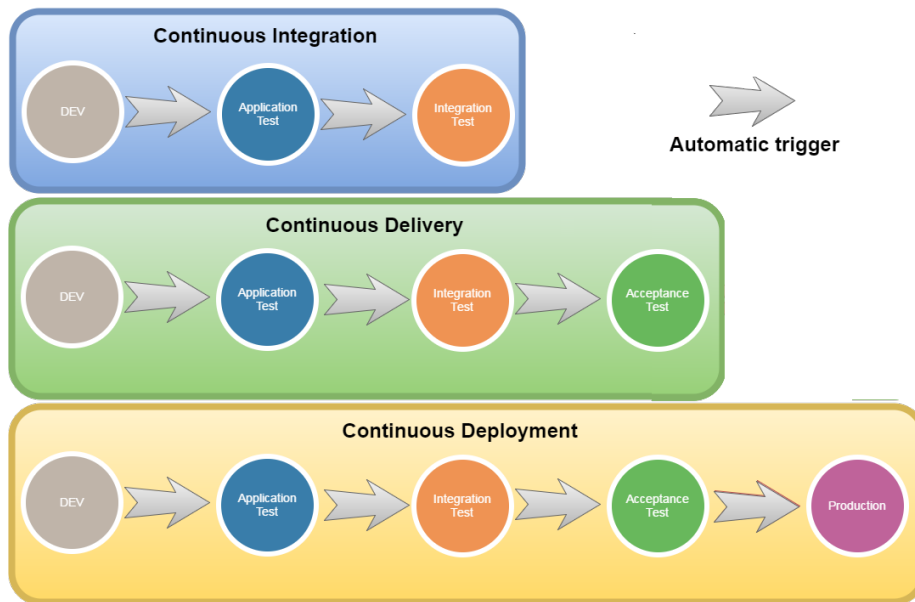 Continuous Integration
DEV
Application
Test
Integration
Test
Automatic trigger
Continuous Delivery
DEV
Application
Test
Integration
Test
Acceptance
Test
Continuous Deployment
DEV
Application
Test
Integration
Test
Acceptance
Test
Production